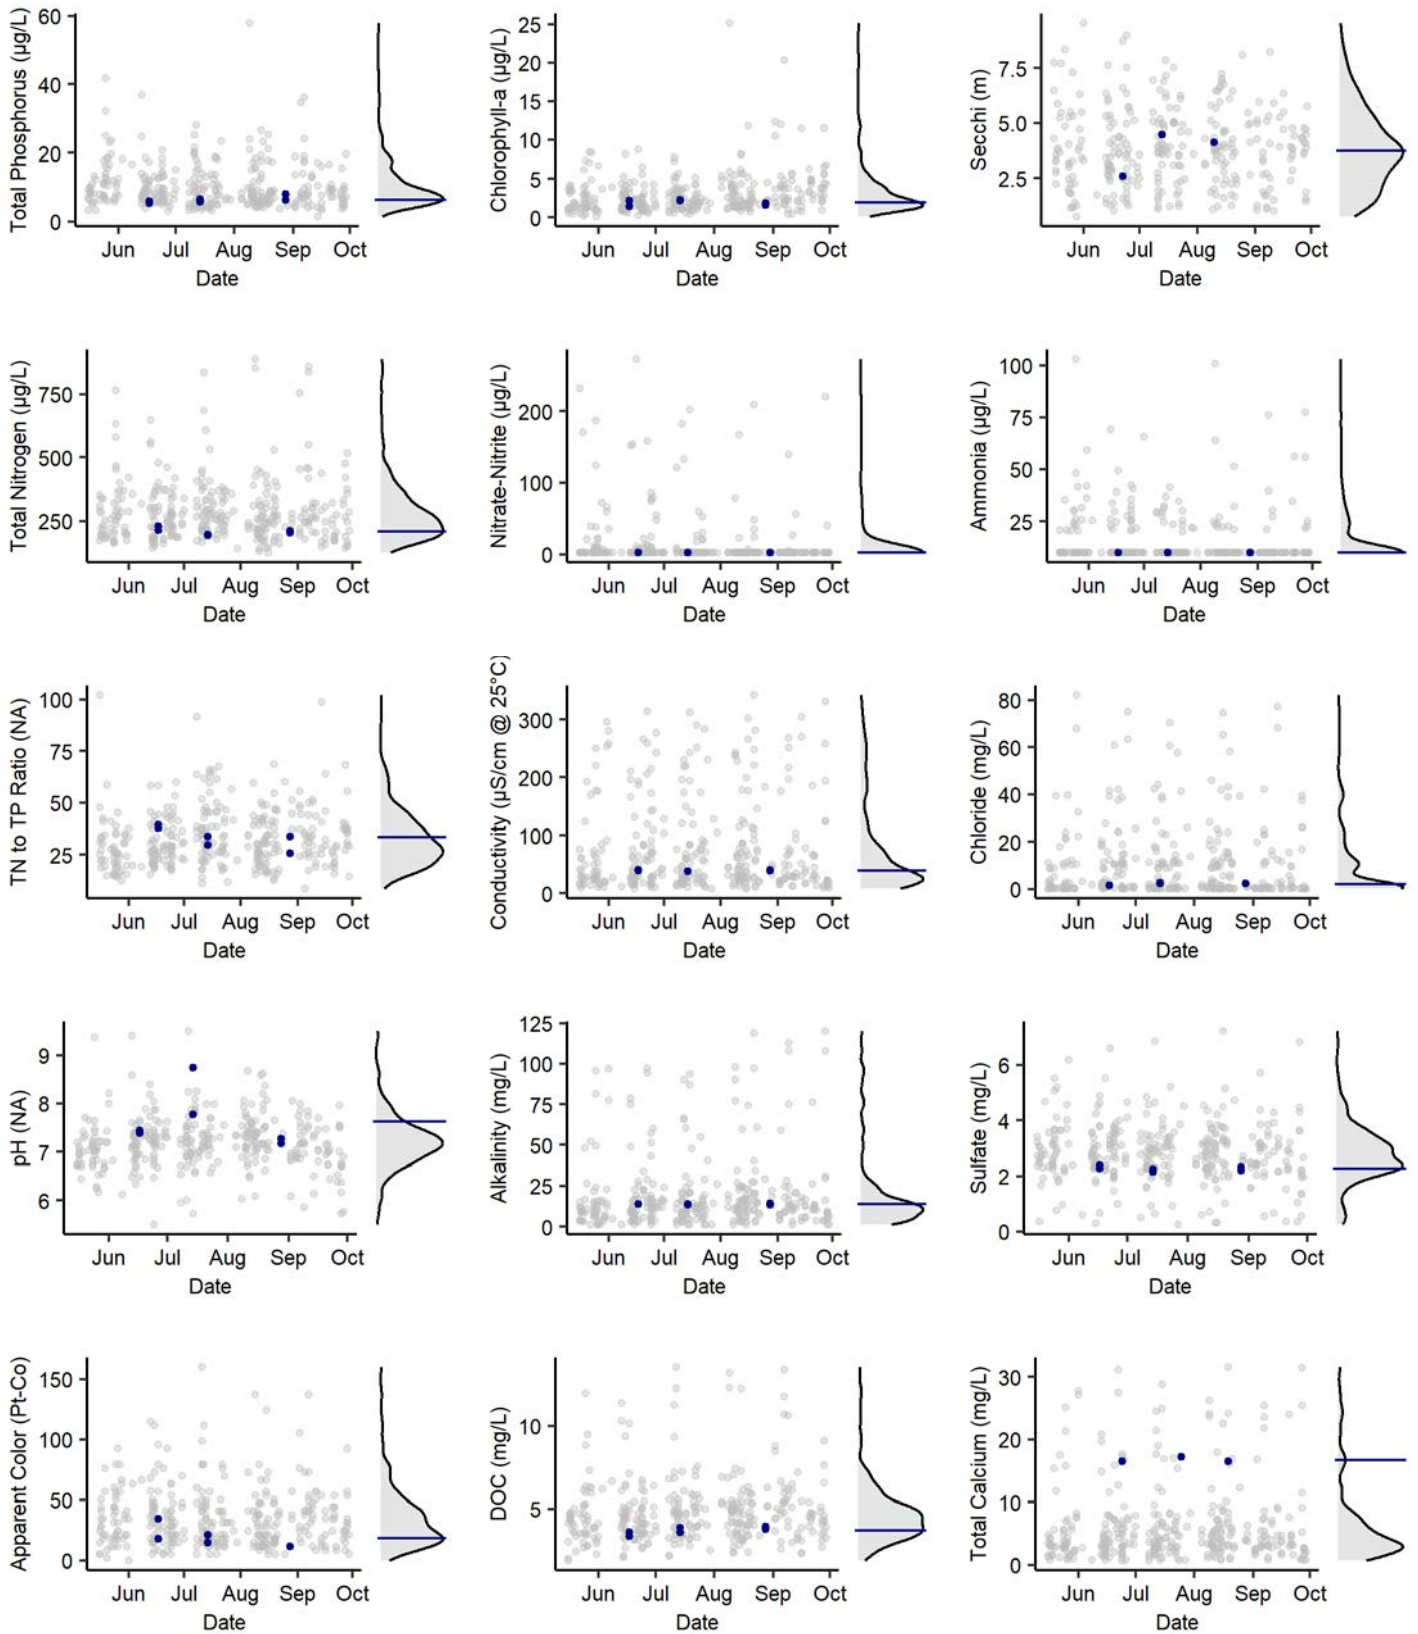 Total Phosphorus (µg/L)
60
40
20
0
Jun Jul Aug Sep Oct
Date
Chlorophyll-a (µg/L)
25
20
15
10
5
0
Jun Jul Aug Sep Oct
Date
Secchi (m)
7.5
5.0
2.5
Jun Jul Aug Sep Oct
Date
Total Nitrogen (µg/L)
750
500
250
Jun Jul Aug Sep Oct
Date
Nitrate-Nitrite (µg/L)
200
100
0
Jun Jul Aug Sep Oct
Date
Ammonia (µg/L)
100
75
50
25
Jun Jul Aug Sep Oct
Date
TN to TP Ratio (NA)
100
75
50
25
Jun Jul Aug Sep Oct
Date
Conductivity (µS/cm @ 25°C)
300
200
100
0
Jun Jul Aug Sep Oct
Date
Chloride (mg/L)
80
60
40
20
0
Jun Jul Aug Sep Oct
Date
pH (NA)
9
8
7
6
Jun Jul Aug Sep Oct
Date
Alkalinity (mg/L)
125
100
75
50
25
0
Jun Jul Aug Sep Oct
Date
Sulfate (mg/L)
6
4
2
0
Jun Jul Aug Sep Oct
Date
Apparent Color (Pt-Co)
150
100
50
0
Jun Jul Aug Sep Oct
Date
DOC (mg/L)
10
5
Jun Jul Aug Sep Oct
Date
Total Calcium (mg/L)
30
20
10
0
Jun Jul Aug Sep Oct
Date